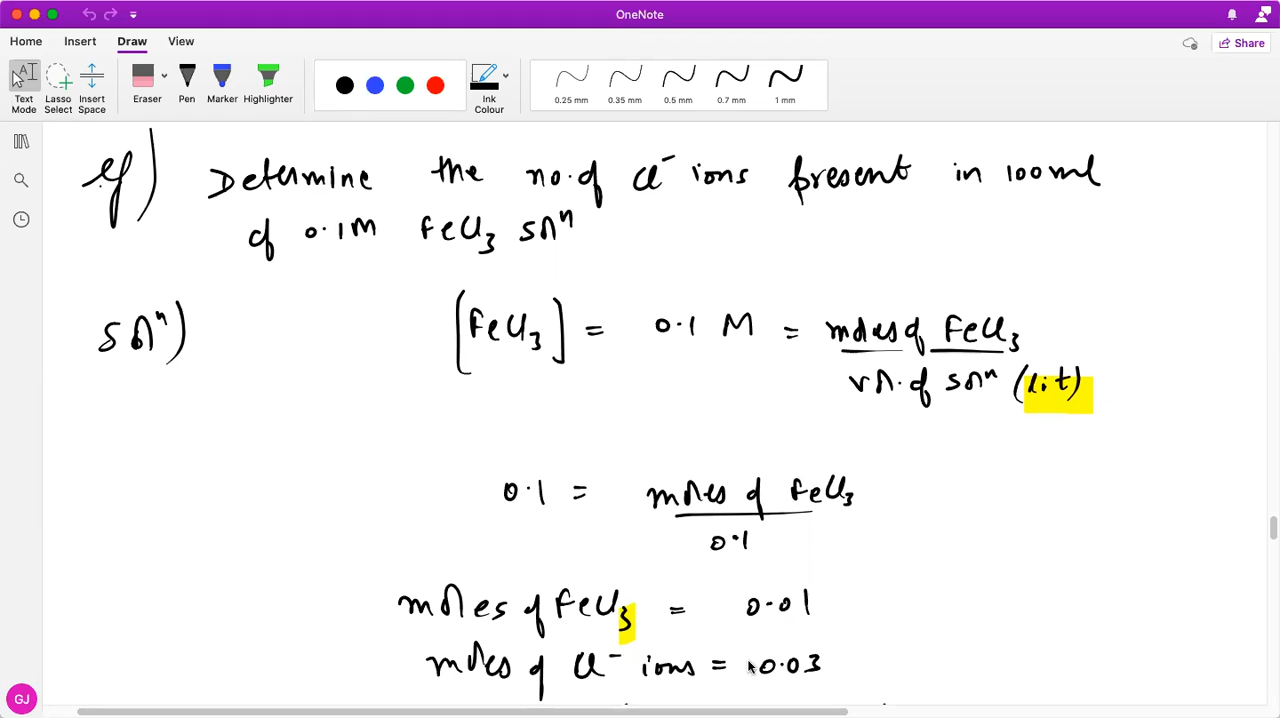 OneNote
Home Insert Draw View
Share
Text Mode Lasso Select Insert Space Eraser Pen Marker Highlighter
Ink Colour
0.25 mm 0.35 mm 0.5 mm 0.7 mm 1 mm
eg) Determine the no. of Cl⁻ ions present in 100ml
of 0.1M FeCl₃ solⁿ
solⁿ) [FeCl₃] = 0.1 M = moles of FeCl₃
vol. of solⁿ (lit)
0.1 = moles of FeCl₃
0.1
moles of FeCl₃ = 0.01
moles of Cl⁻ ions = 0.03
GJ